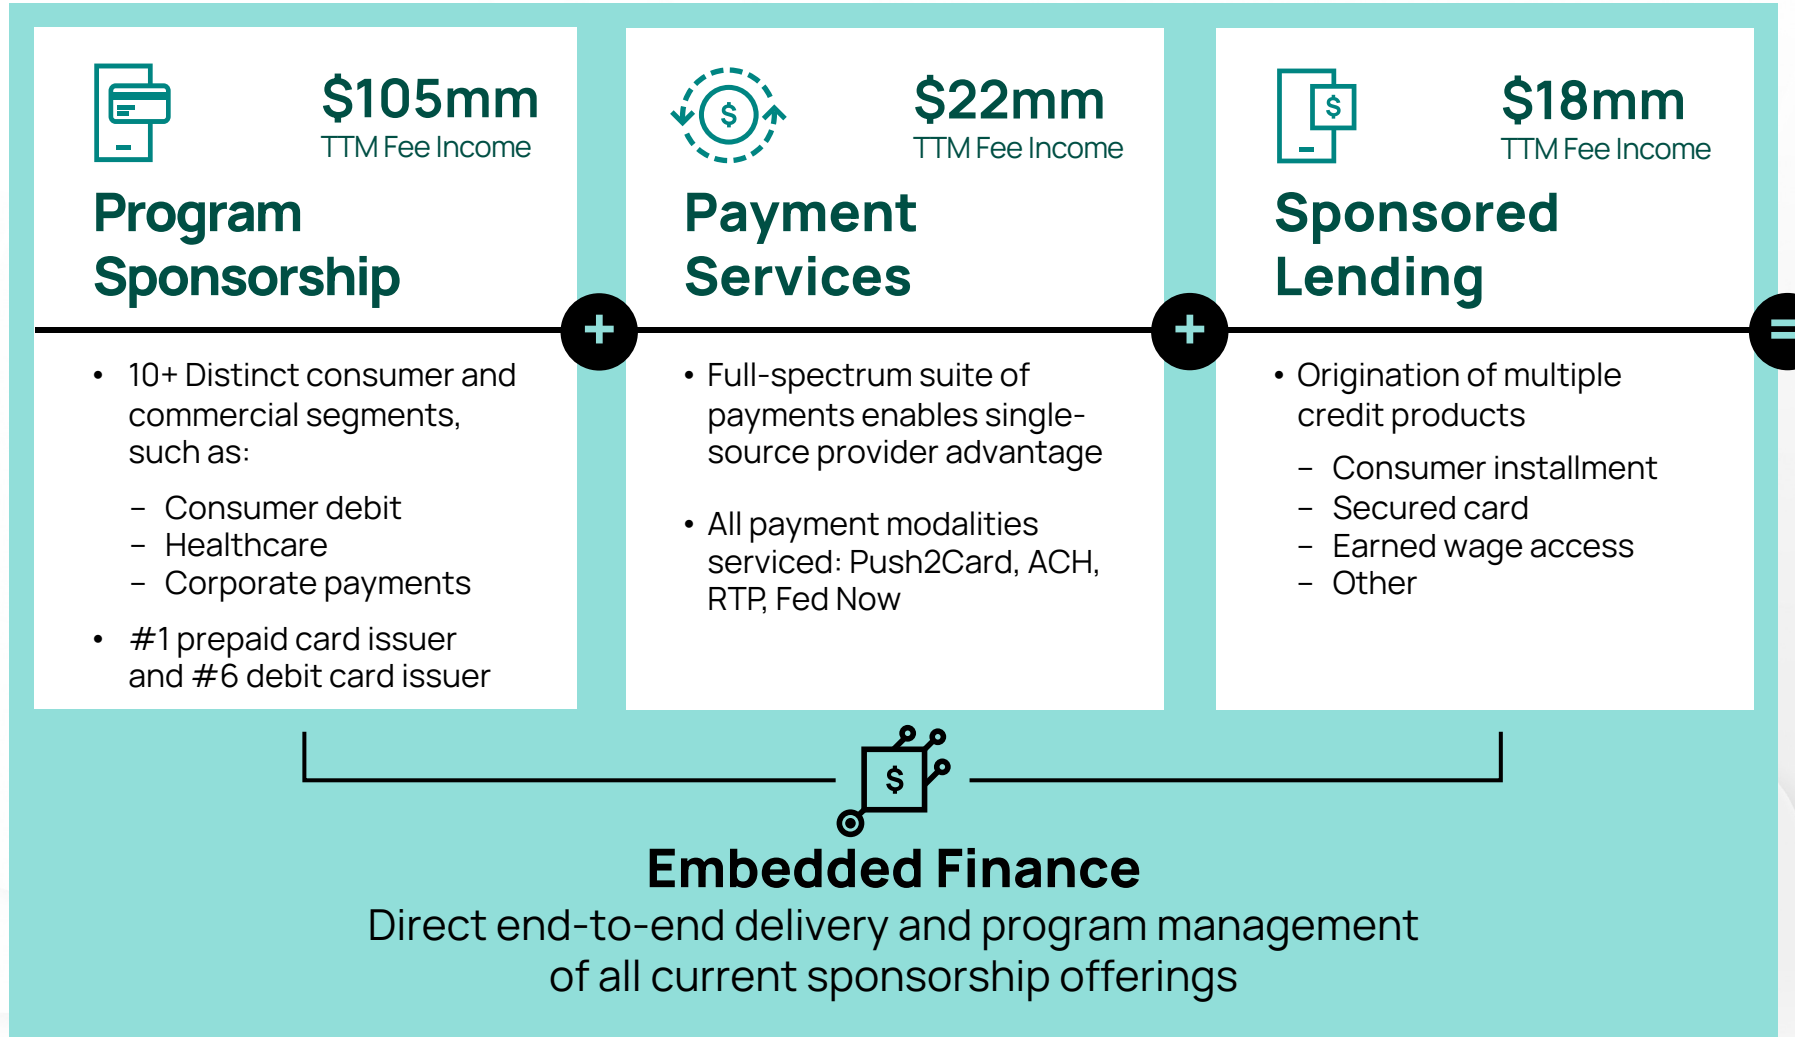 $105mm
TTM Fee Income
Program
Sponsorship
• 10+ Distinct consumer and
commercial segments,
such as:
– Consumer debit
– Healthcare
– Corporate payments
• #1 prepaid card issuer
and #6 debit card issuer
+
$
$22mm
TTM Fee Income
Payment
Services
• Full-spectrum suite of
payments enables single-
source provider advantage
• All payment modalities
serviced: Push2Card, ACH,
RTP, Fed Now
+
$
$18mm
TTM Fee Income
Sponsored
Lending
• Origination of multiple
credit products
– Consumer installment
– Secured card
– Earned wage access
– Other
=
$
Embedded Finance
Direct end-to-end delivery and program management
of all current sponsorship offerings